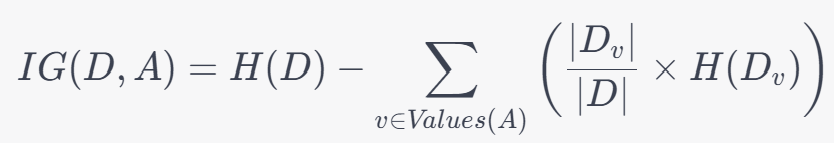 IG(D, A) = H(D) − ∑_{v∈Values(A)} ( |D_v| / |D| × H(D_v) )